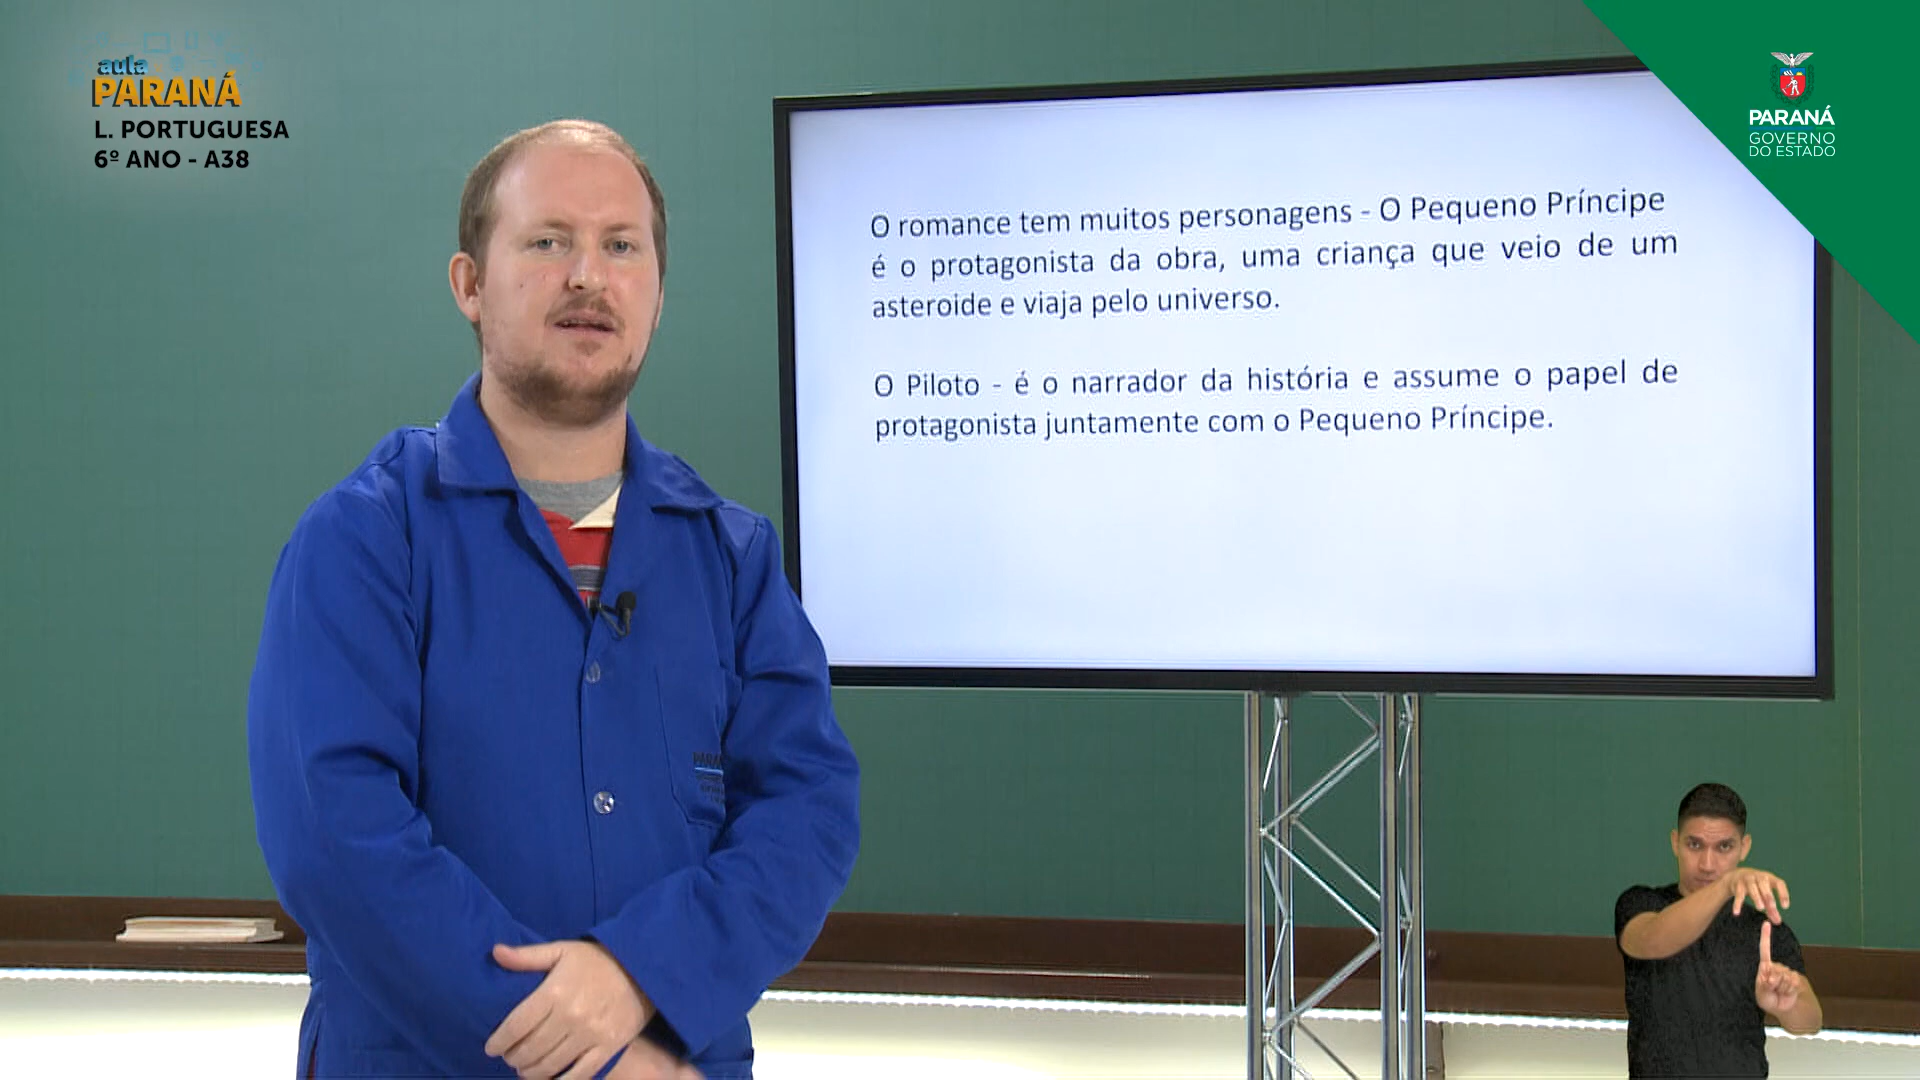 aula
PARANÁ
L. PORTUGUESA
6º ANO - A38
PARANÁ
GOVERNO
DO ESTADO
O romance tem muitos personagens - O Pequeno Príncipe
é o protagonista da obra, uma criança que veio de um
asteroide e viaja pelo universo.
O Piloto - é o narrador da história e assume o papel de
protagonista juntamente com o Pequeno Príncipe.